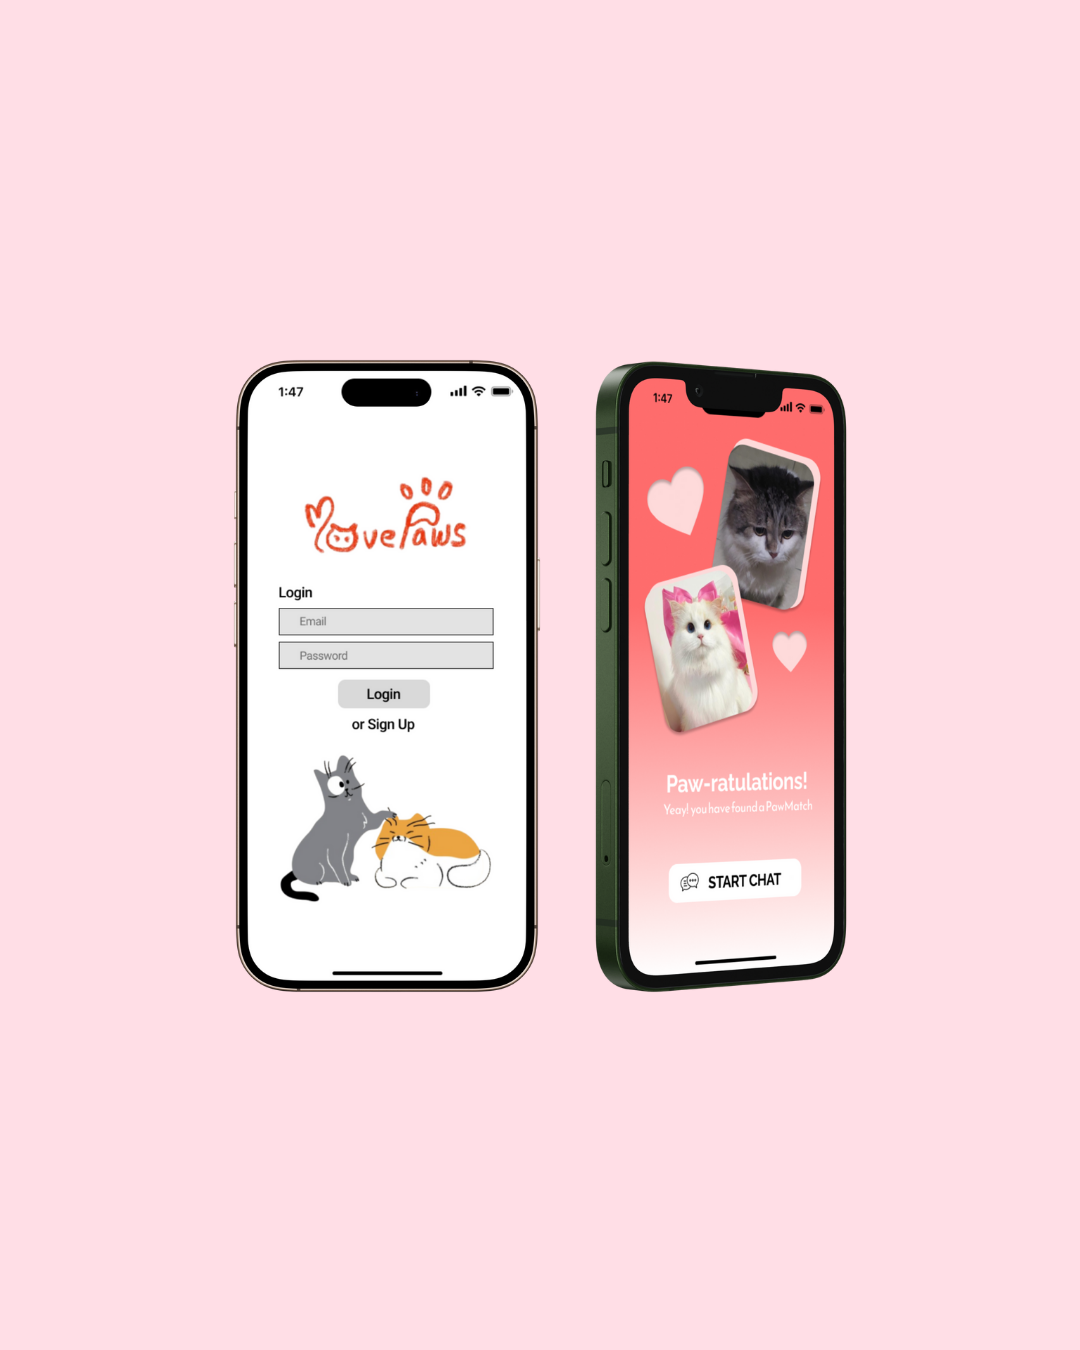 1:47
LovePaws
Login
Email
Password
Login
or Sign Up
1:47
Paw-ratulations!
Yeay! you have found a PawMatch
START CHAT